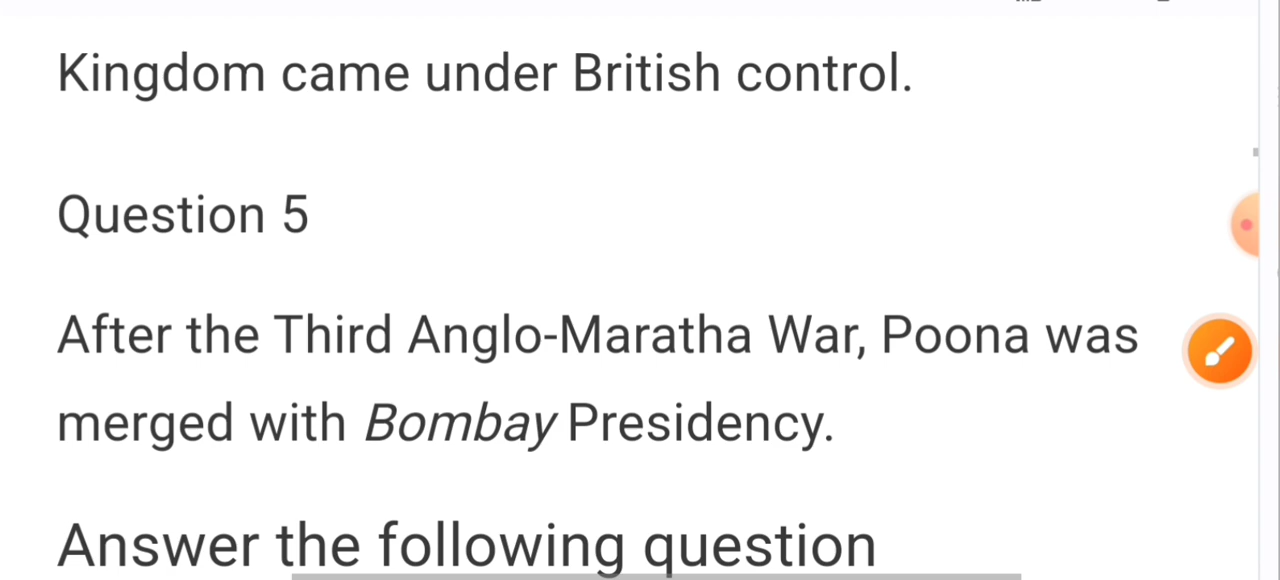 Kingdom came under British control.
Question 5
After the Third Anglo-Maratha War, Poona was
merged with Bombay Presidency.
Answer the following question